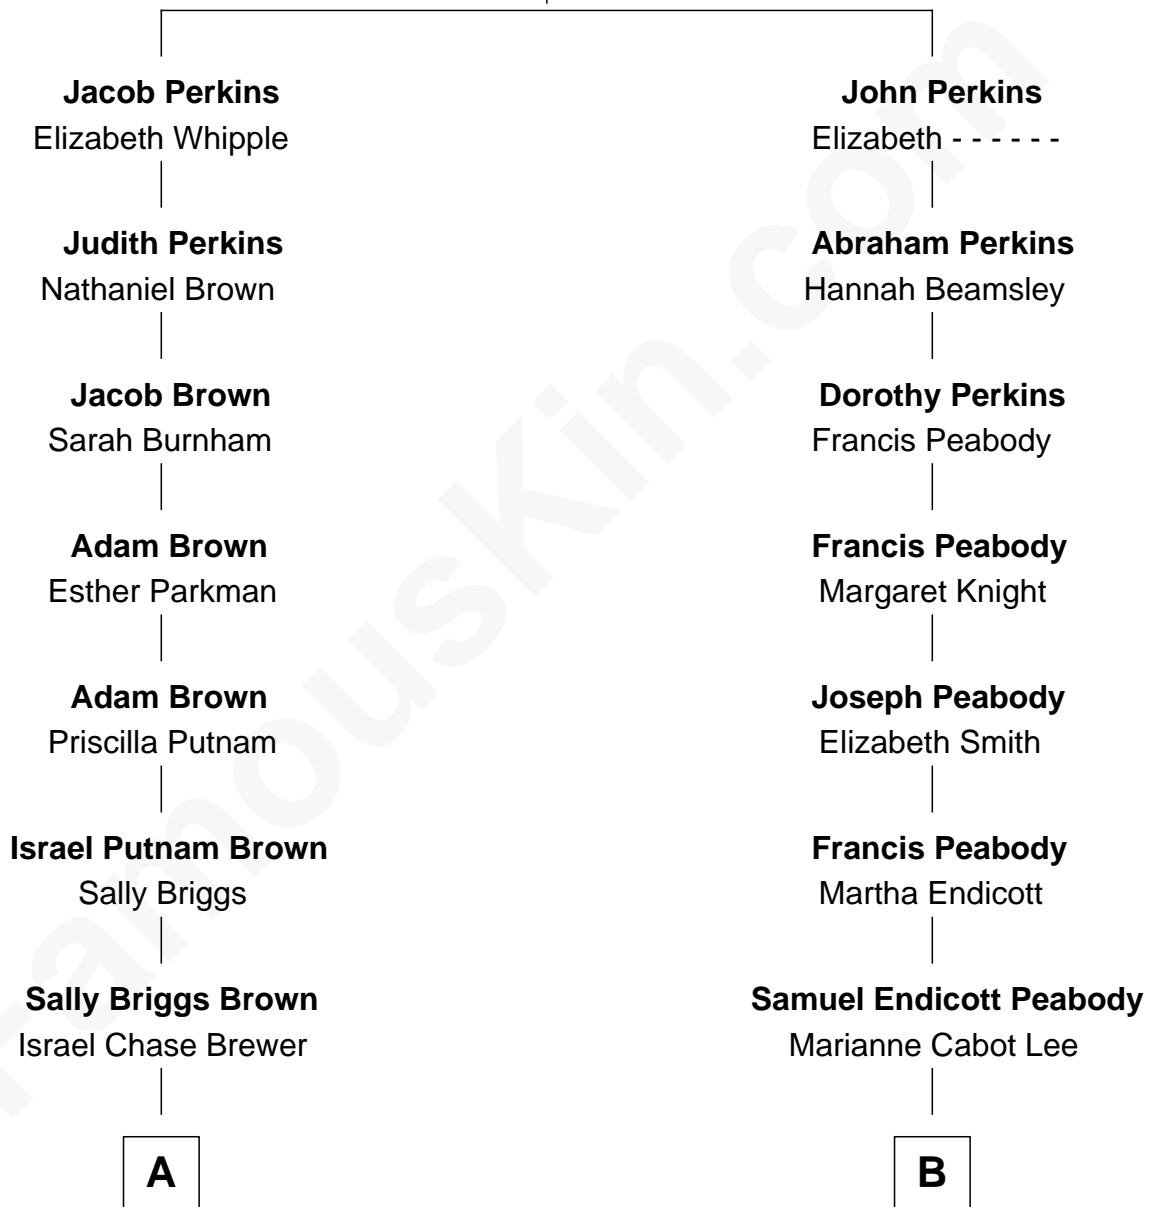 Jacob Perkins
Elizabeth Whipple
Judith Perkins
Nathaniel Brown
Jacob Brown
Sarah Burnham
Adam Brown
Esther Parkman
Adam Brown
Priscilla Putnam
Israel Putnam Brown
Sally Briggs
Sally Briggs Brown
Israel Chase Brewer
A
John Perkins
Elizabeth - - - - - -
Abraham Perkins
Hannah Beamsley
Dorothy Perkins
Francis Peabody
Francis Peabody
Margaret Knight
Joseph Peabody
Elizabeth Smith
Francis Peabody
Martha Endicott
Samuel Endicott Peabody
Marianne Cabot Lee
B
FamousKin.com